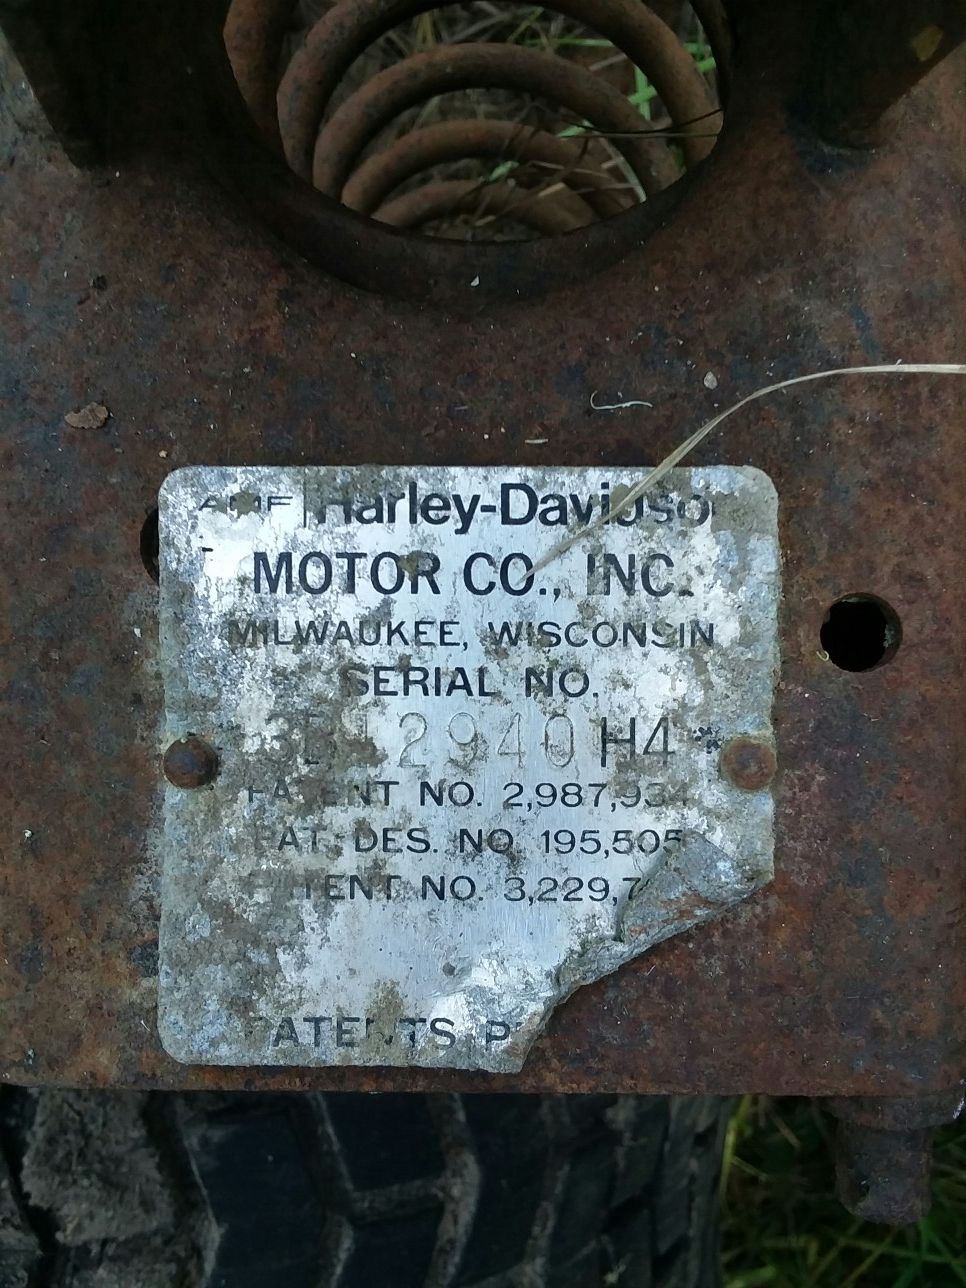 AMF Harley-Davidson
MOTOR CO., INC.
MILWAUKEE, WISCONSIN
SERIAL NO.
2940 H4*
PATENT NO. 2,987,934
PAT. DES. NO. 195,505
PATENT NO. 3,229,7
PATENTS P